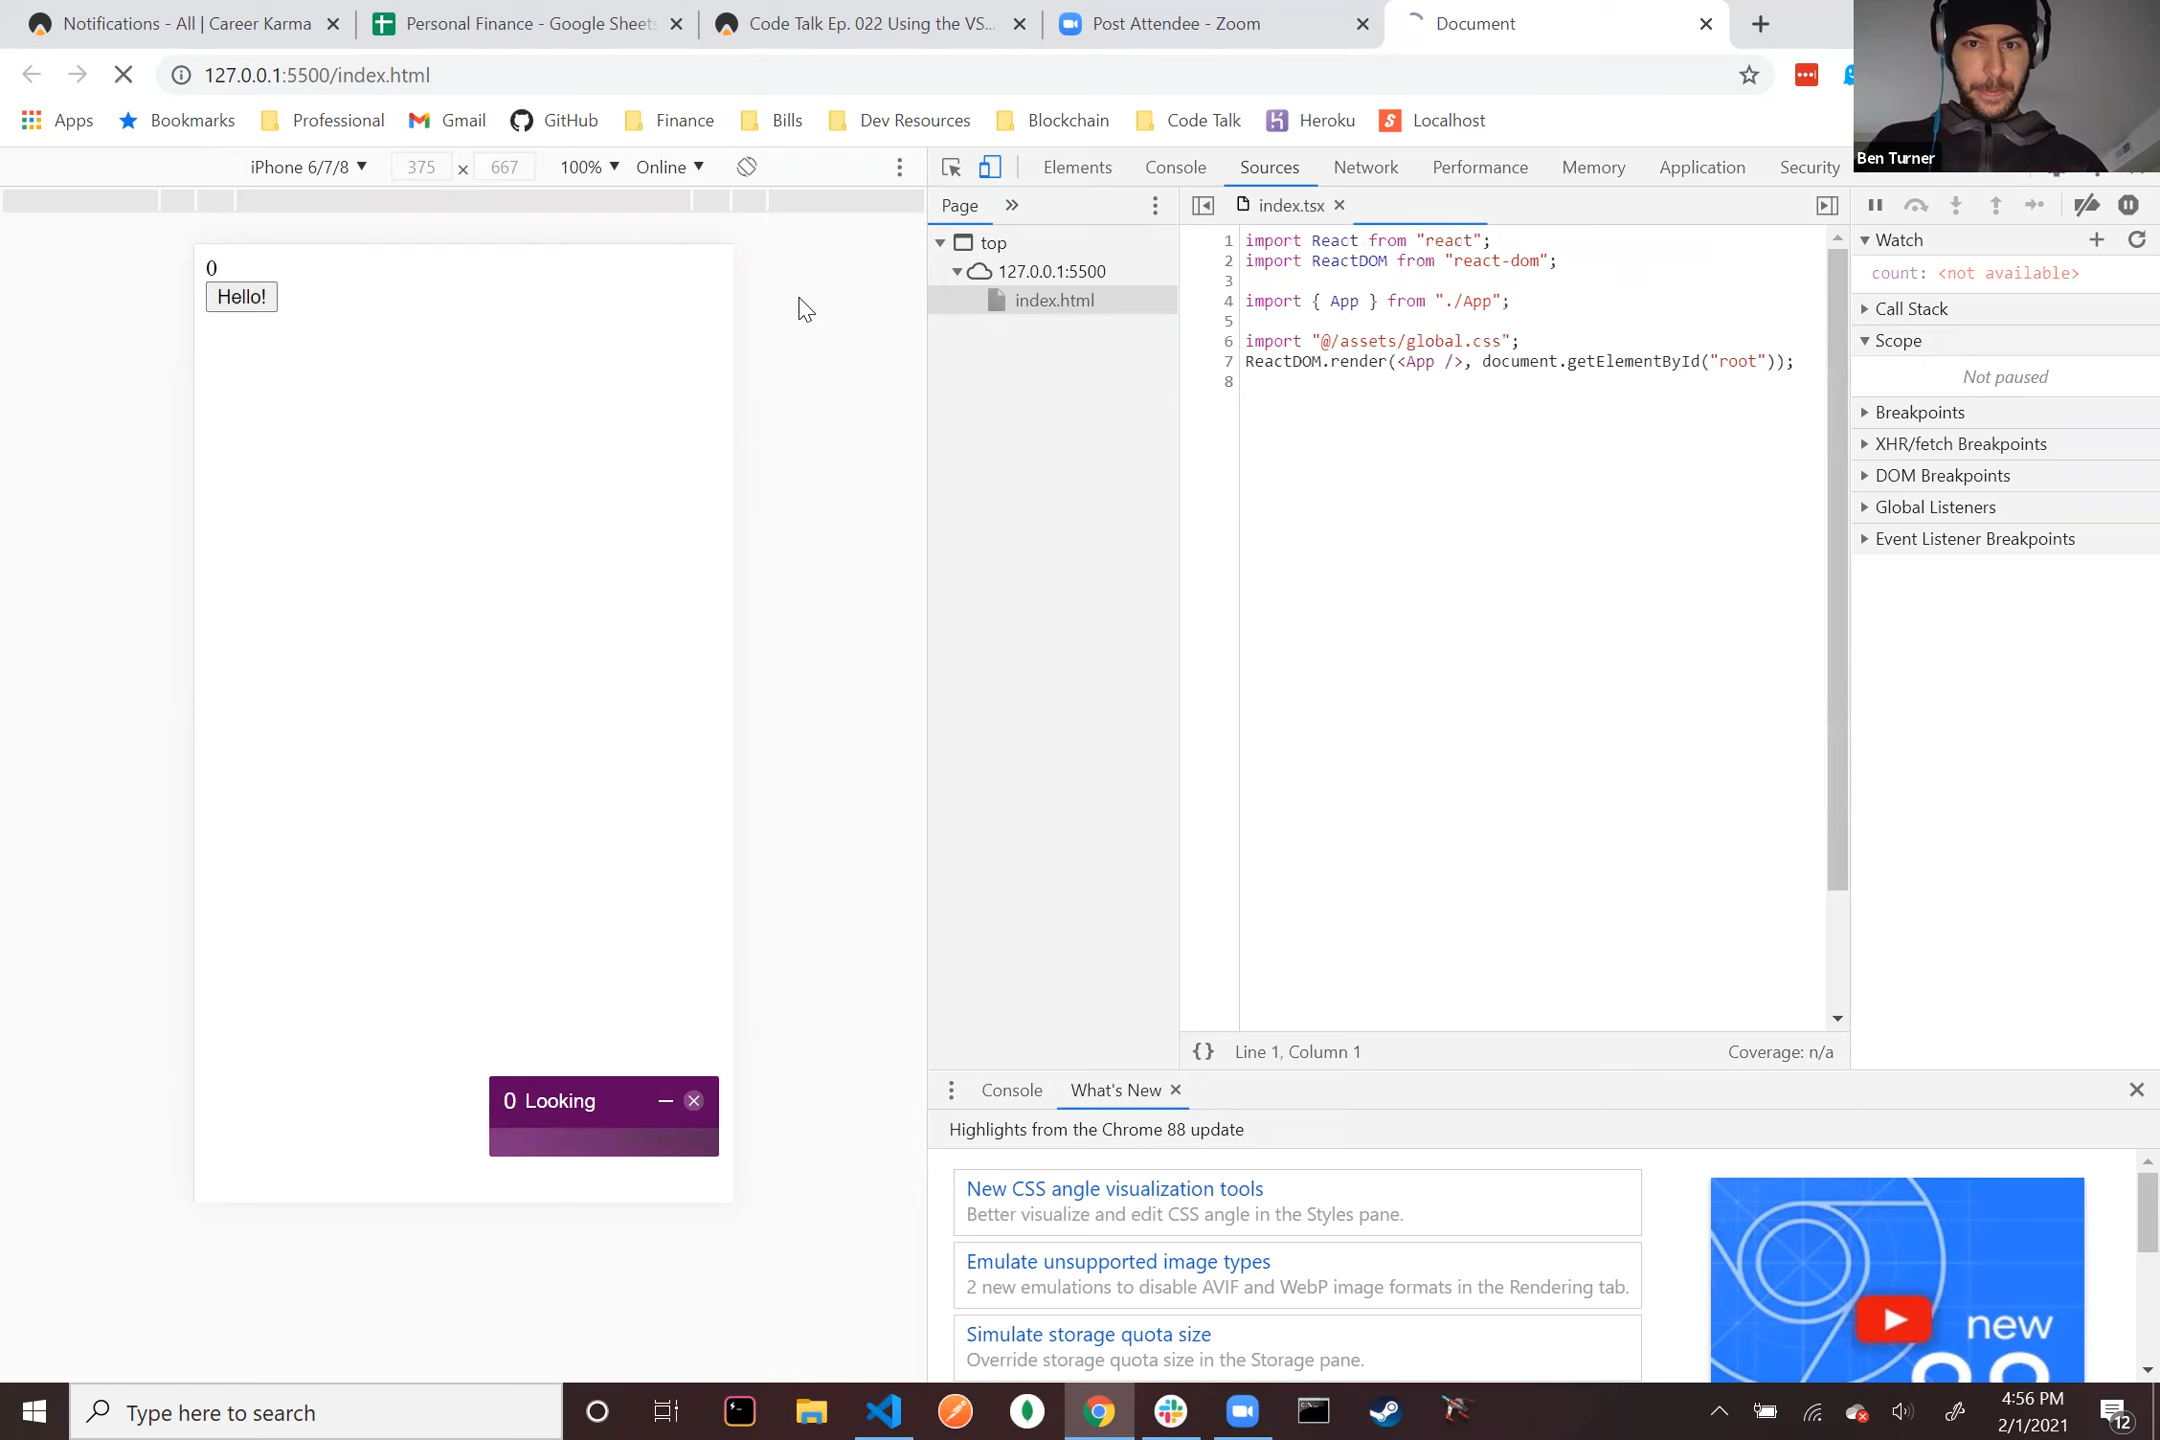 Notifications - All | Career Karma
Personal Finance - Google Sheets
Code Talk Ep. 022 Using the VS...
Post Attendee - Zoom
Document
127.0.0.1:5500/index.html
Apps
Bookmarks
Professional
Gmail
GitHub
Finance
Bills
Dev Resources
Blockchain
Code Talk
Heroku
Localhost
Ben Turner
iPhone 6/7/8
375 × 667
100%
Online
Elements
Console
Sources
Network
Performance
Memory
Application
Security
Page
index.tsx
top
127.0.0.1:5500
index.html
0
Hello!
0 Looking
1 import React from "react";
2 import ReactDOM from "react-dom";
3
4 import { App } from "./App";
5
6 import "@/assets/global.css";
7 ReactDOM.render(<App />, document.getElementById("root"));
8
{} Line 1, Column 1
Coverage: n/a
Watch
count: <not available>
Call Stack
Scope
Not paused
Breakpoints
XHR/fetch Breakpoints
DOM Breakpoints
Global Listeners
Event Listener Breakpoints
Console
What's New
Highlights from the Chrome 88 update
New CSS angle visualization tools
Better visualize and edit CSS angle in the Styles pane.
Emulate unsupported image types
2 new emulations to disable AVIF and WebP image formats in the Rendering tab.
Simulate storage quota size
Override storage quota size in the Storage pane.
new
Type here to search
4:56 PM
2/1/2021
12